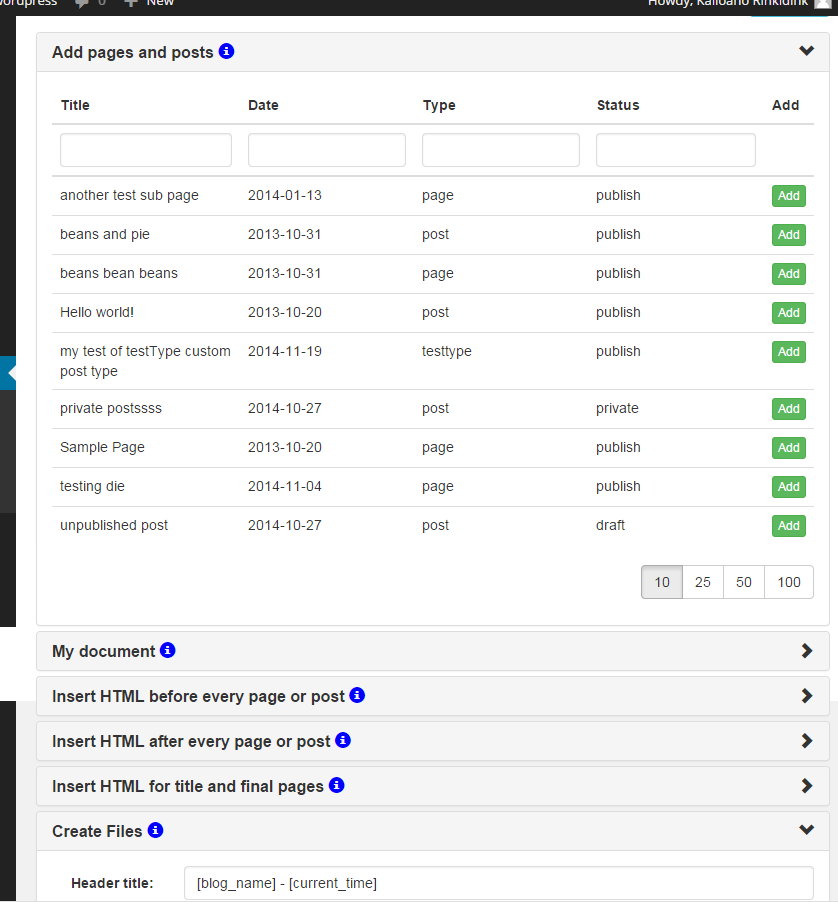 Wordpress 0 New Howdy, Kalioano Rinkidink
Add pages and posts
Title Date Type Status Add
another test sub page 2014-01-13 page publish Add
beans and pie 2013-10-31 post publish Add
beans bean beans 2013-10-31 page publish Add
Hello world! 2013-10-20 post publish Add
my test of testType custom 2014-11-19 testtype publish Add
post type
private postssss 2014-10-27 post private Add
Sample Page 2013-10-20 page publish Add
testing die 2014-11-04 page publish Add
unpublished post 2014-10-27 post draft Add
10 25 50 100
My document
Insert HTML before every page or post
Insert HTML after every page or post
Insert HTML for title and final pages
Create Files
Header title: [blog_name] - [current_time]